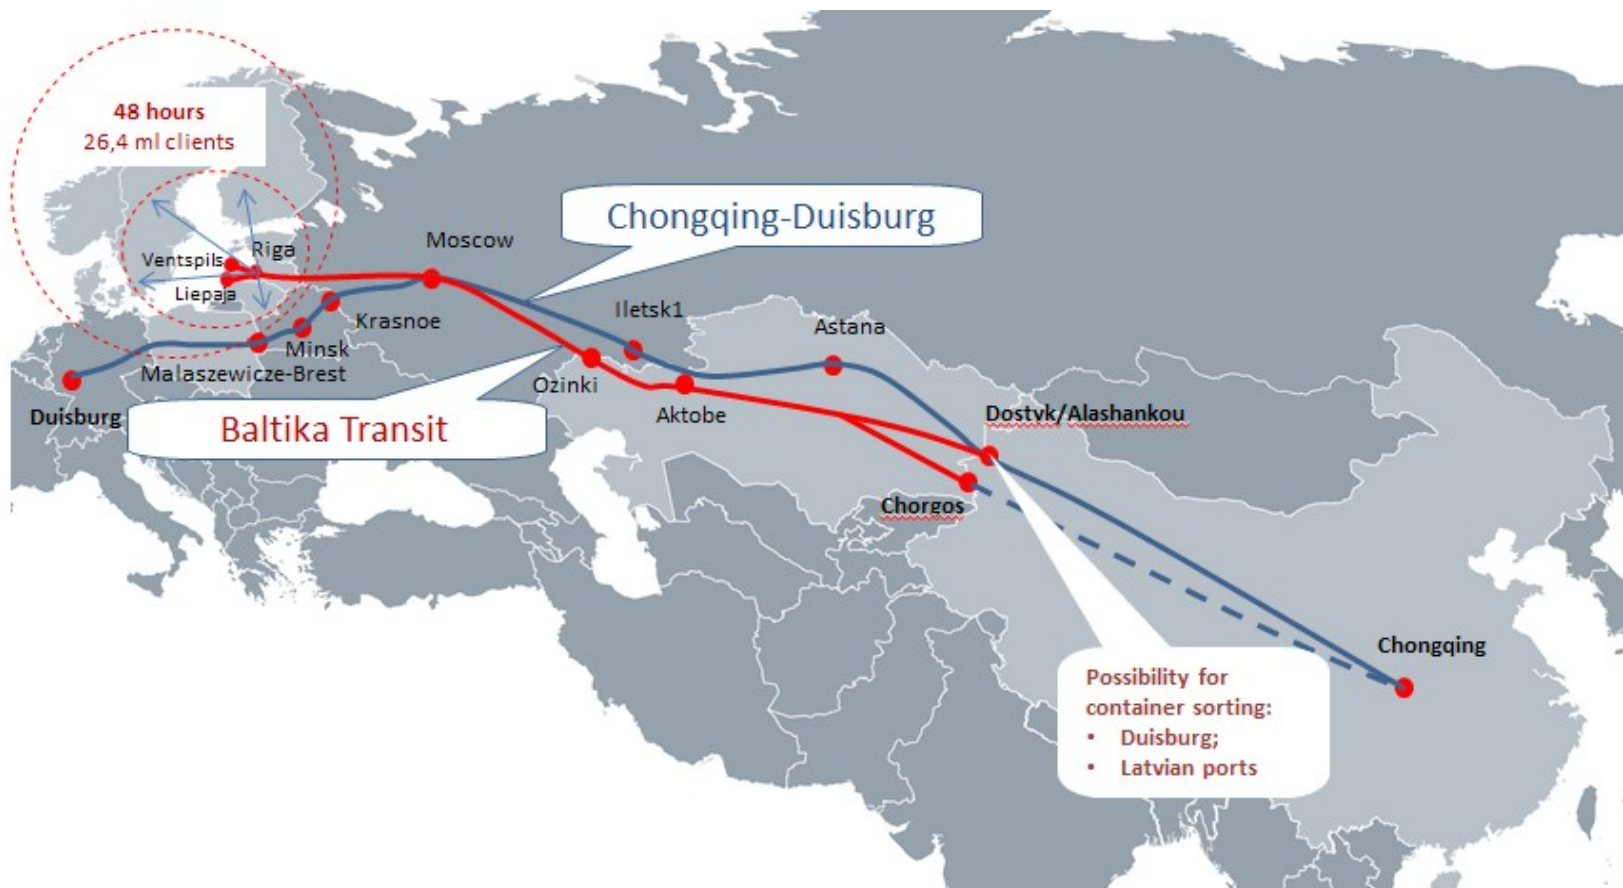 48 hours
26,4 ml clients
Chongqing-Duisburg
Moscow
Riga
Ventspils
Liepaja
Iletsk1
Krasnoe
Astana
Minsk
Malaszewicze-Brest
Ozinki
Duisburg
Aktobe
Dostyk/Alashankou
Baltika Transit
Chorgos
Chongqing
Possibility for
container sorting:
• Duisburg;
• Latvian ports